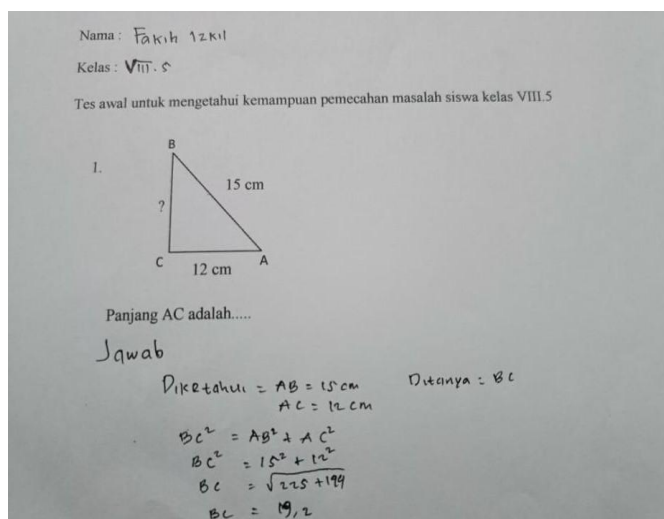 Nama : Fakih Izkil
Kelas : VIII.5
Tes awal untuk mengetahui kemampuan pemecahan masalah siswa kelas VIII.5
1.
B
15 cm
?
C
A
12 cm
Panjang AC adalah.....
Jawab
Diketahui = AB = 15 cm Ditanya = BC
AC = 12 cm
BC² = AB² + AC²
BC² = 15² + 12²
BC = √225 + 144
BC = 19,2